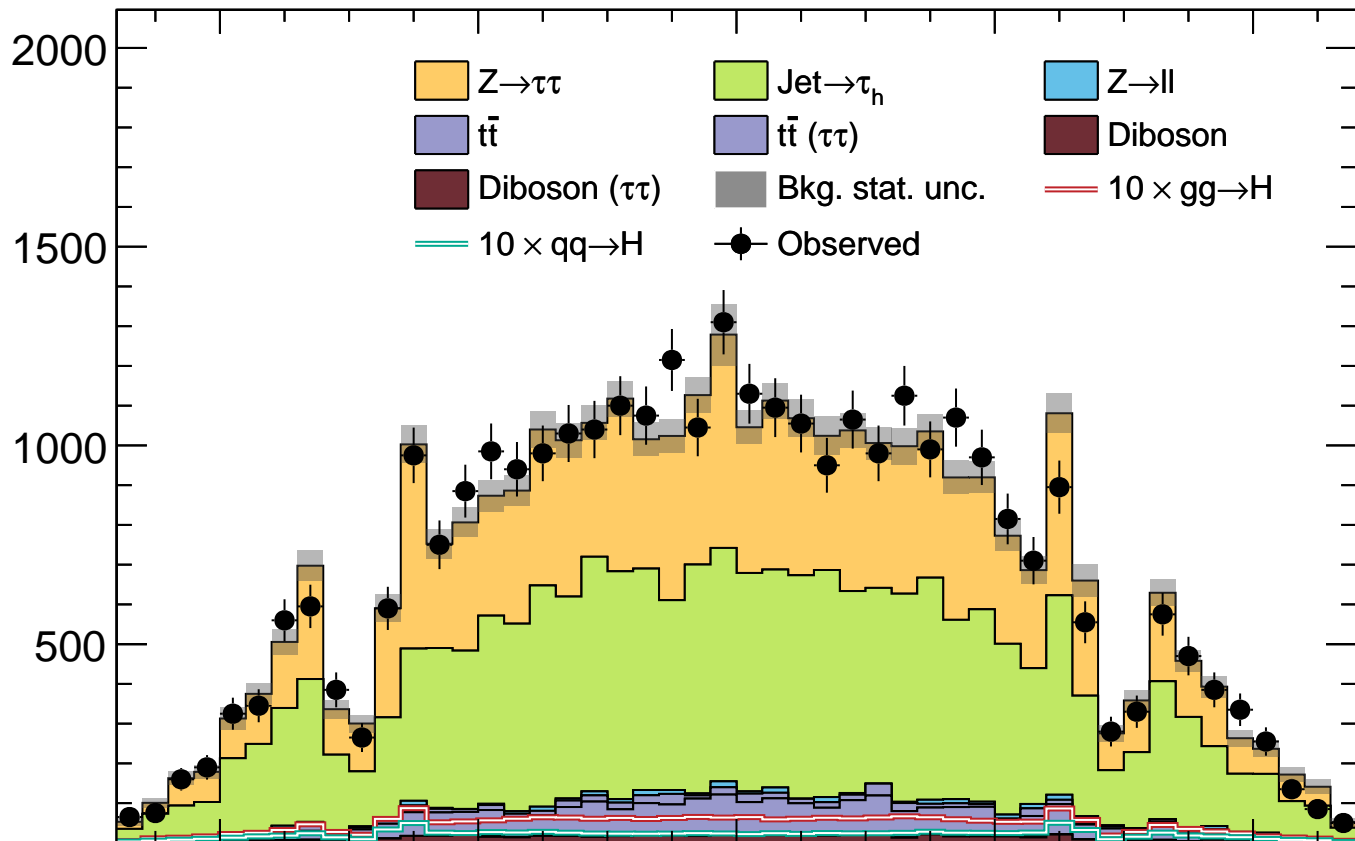 2000
Z→ττ Jet→τh Z→ll
tt̄ tt̄ (ττ) Diboson
Diboson (ττ) Bkg. stat. unc. 10 × gg→H
1500
10 × qq→H Observed
1000
500